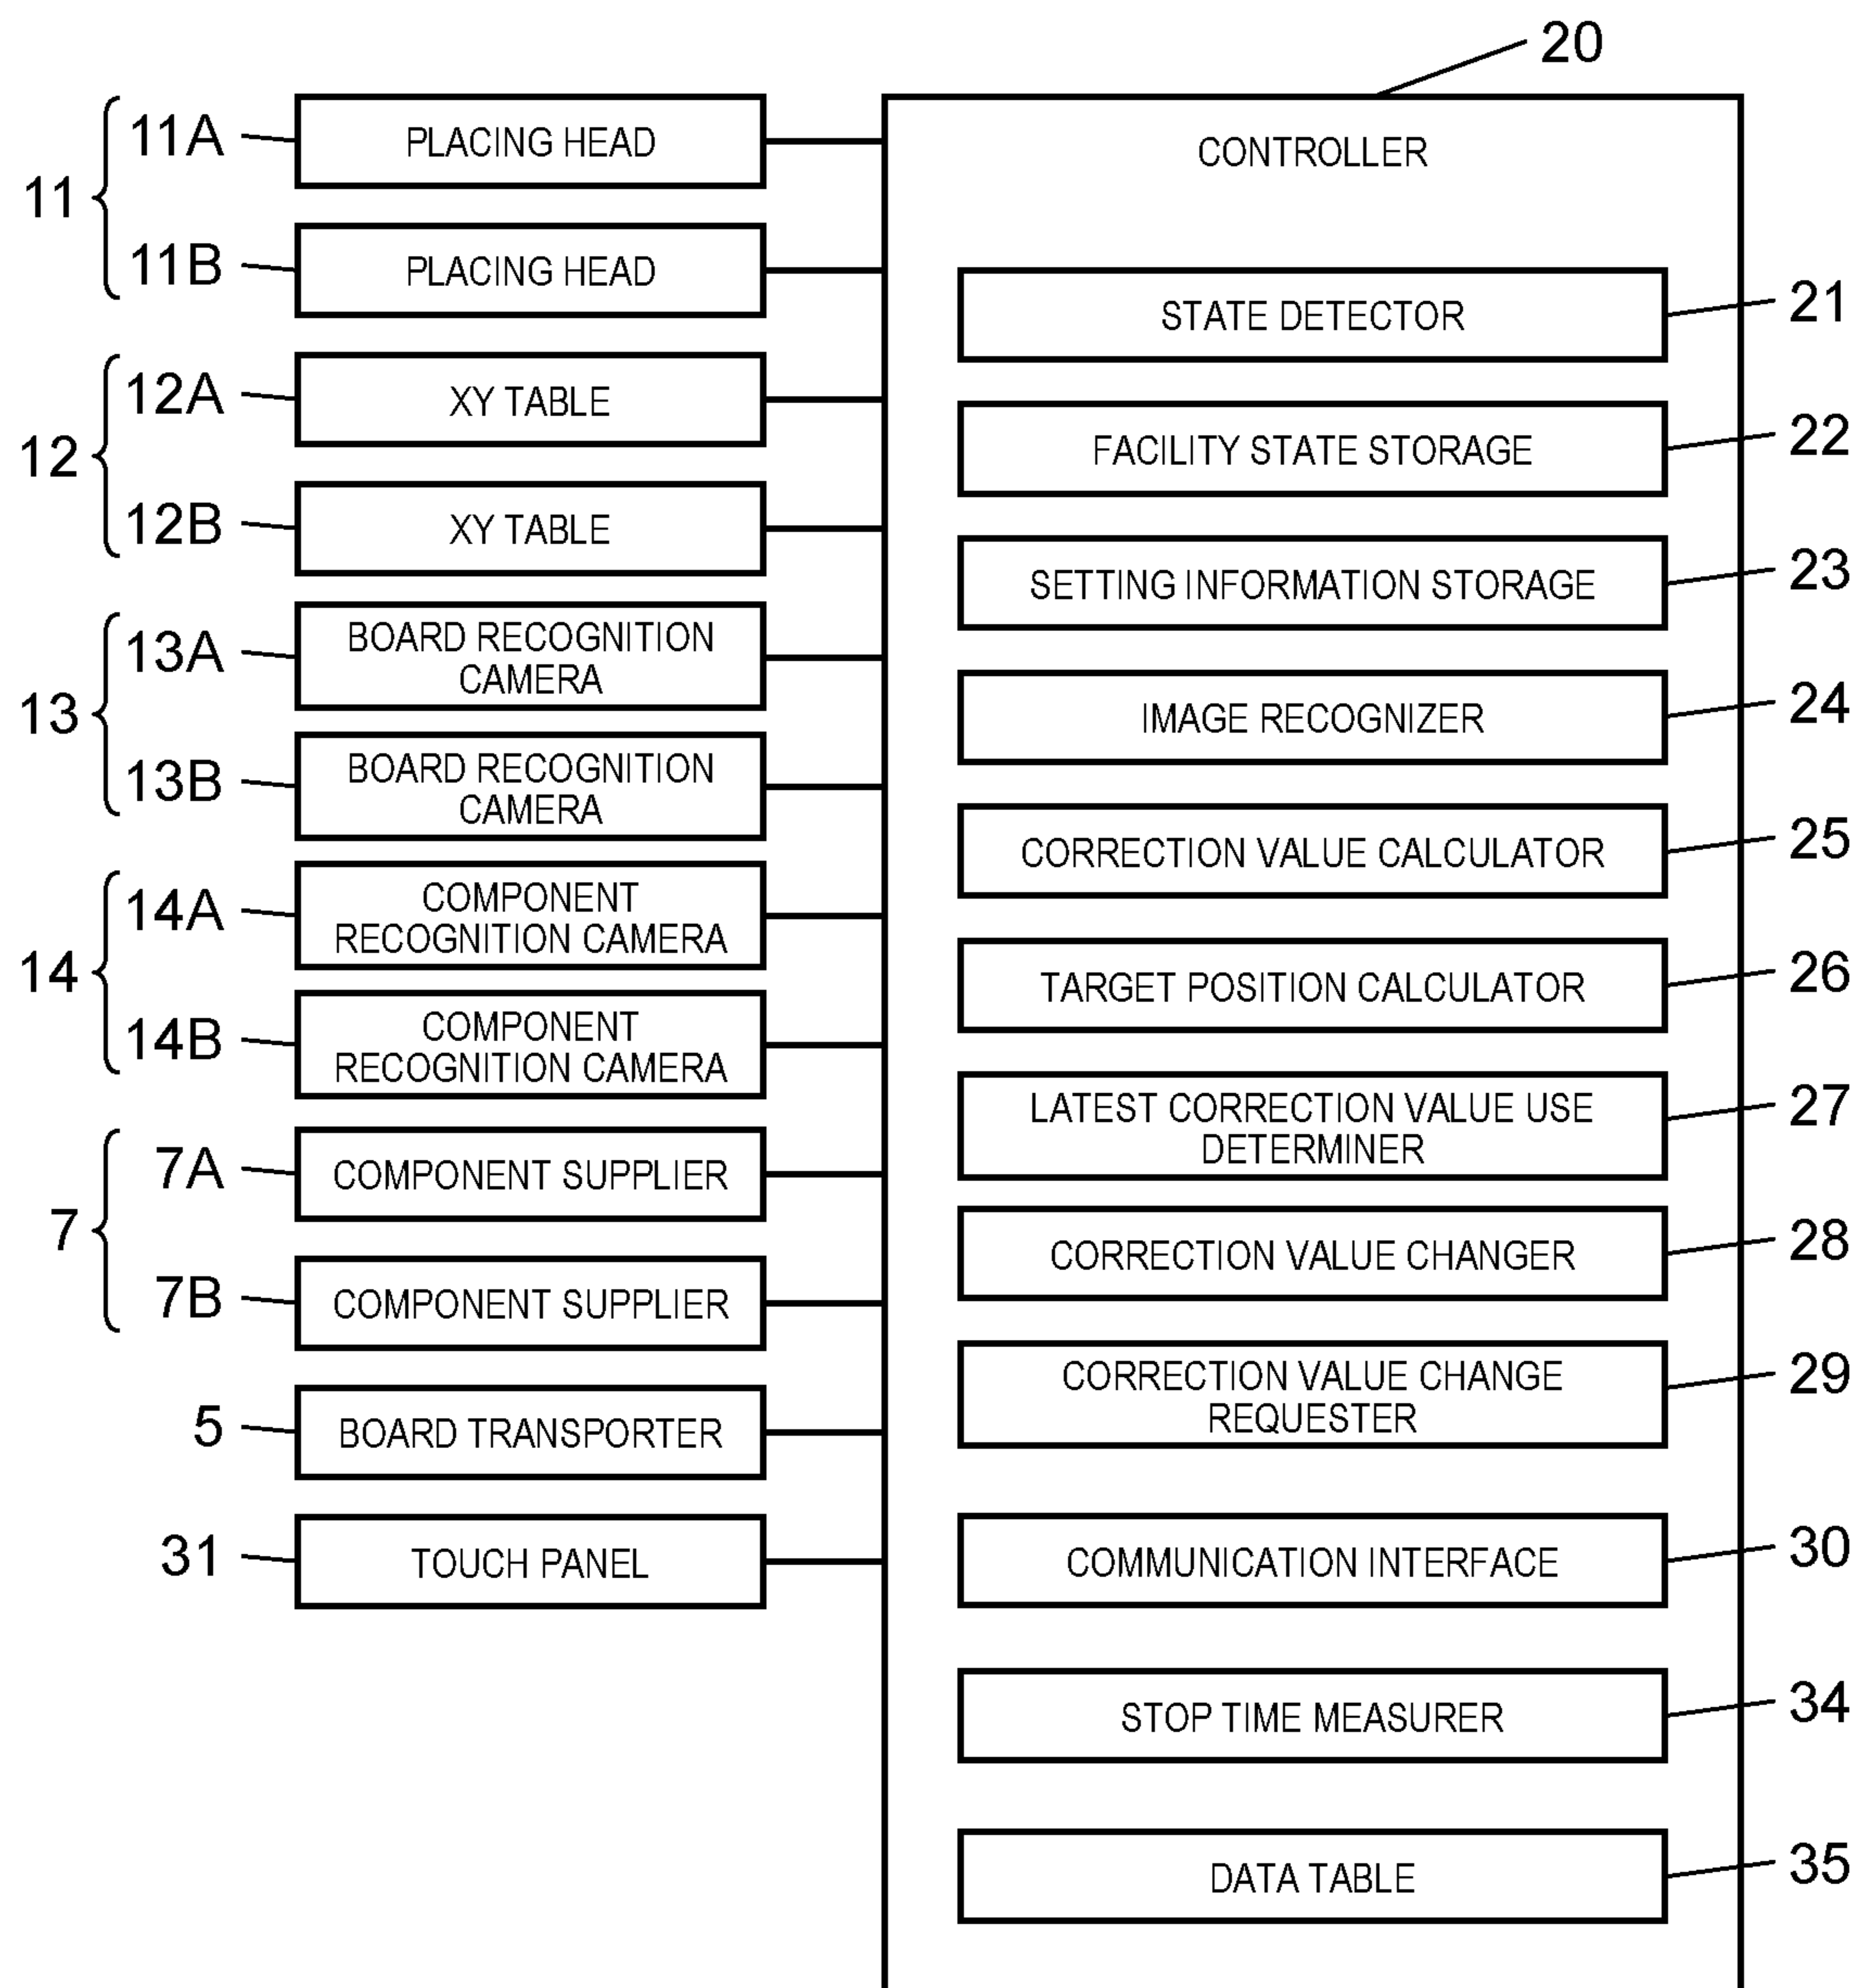 20
11
11A
PLACING HEAD
11B
PLACING HEAD
12
12A
XY TABLE
12B
XY TABLE
13
13A
BOARD RECOGNITION
CAMERA
13B
BOARD RECOGNITION
CAMERA
14
14A
COMPONENT
RECOGNITION CAMERA
14B
COMPONENT
RECOGNITION CAMERA
7
7A
COMPONENT SUPPLIER
7B
COMPONENT SUPPLIER
5
BOARD TRANSPORTER
31
TOUCH PANEL
CONTROLLER
STATE DETECTOR
21
FACILITY STATE STORAGE
22
SETTING INFORMATION STORAGE
23
IMAGE RECOGNIZER
24
CORRECTION VALUE CALCULATOR
25
TARGET POSITION CALCULATOR
26
LATEST CORRECTION VALUE USE
DETERMINER
27
CORRECTION VALUE CHANGER
28
CORRECTION VALUE CHANGE
REQUESTER
29
COMMUNICATION INTERFACE
30
STOP TIME MEASURER
34
DATA TABLE
35